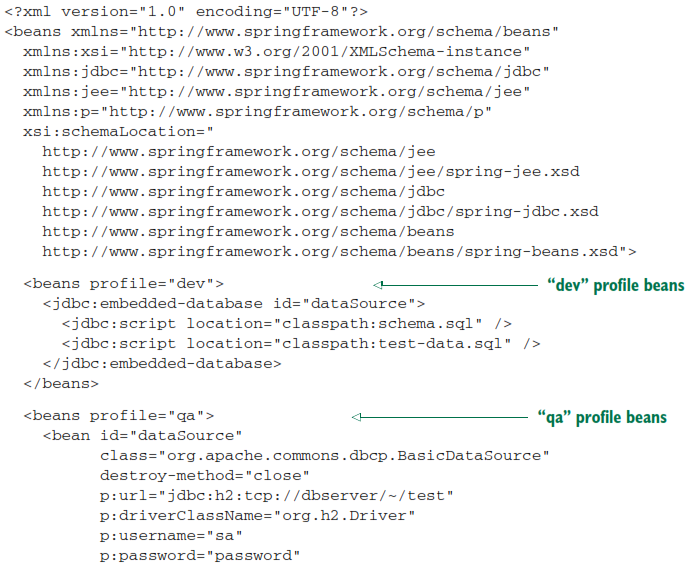 <?xml version="1.0" encoding="UTF-8"?>
<beans xmlns="http://www.springframework.org/schema/beans"
  xmlns:xsi="http://www.w3.org/2001/XMLSchema-instance"
  xmlns:jdbc="http://www.springframework.org/schema/jdbc"
  xmlns:jee="http://www.springframework.org/schema/jee"
  xmlns:p="http://www.springframework.org/schema/p"
  xsi:schemaLocation="
    http://www.springframework.org/schema/jee
    http://www.springframework.org/schema/jee/spring-jee.xsd
    http://www.springframework.org/schema/jdbc
    http://www.springframework.org/schema/jdbc/spring-jdbc.xsd
    http://www.springframework.org/schema/beans
    http://www.springframework.org/schema/beans/spring-beans.xsd">
  <beans profile="dev"> “dev” profile beans
    <jdbc:embedded-database id="dataSource">
      <jdbc:script location="classpath:schema.sql" />
      <jdbc:script location="classpath:test-data.sql" />
    </jdbc:embedded-database>
  </beans>
  <beans profile="qa"> “qa” profile beans
    <bean id="dataSource"
          class="org.apache.commons.dbcp.BasicDataSource"
          destroy-method="close"
          p:url="jdbc:h2:tcp://dbserver/~/test"
          p:driverClassName="org.h2.Driver"
          p:username="sa"
          p:password="password"